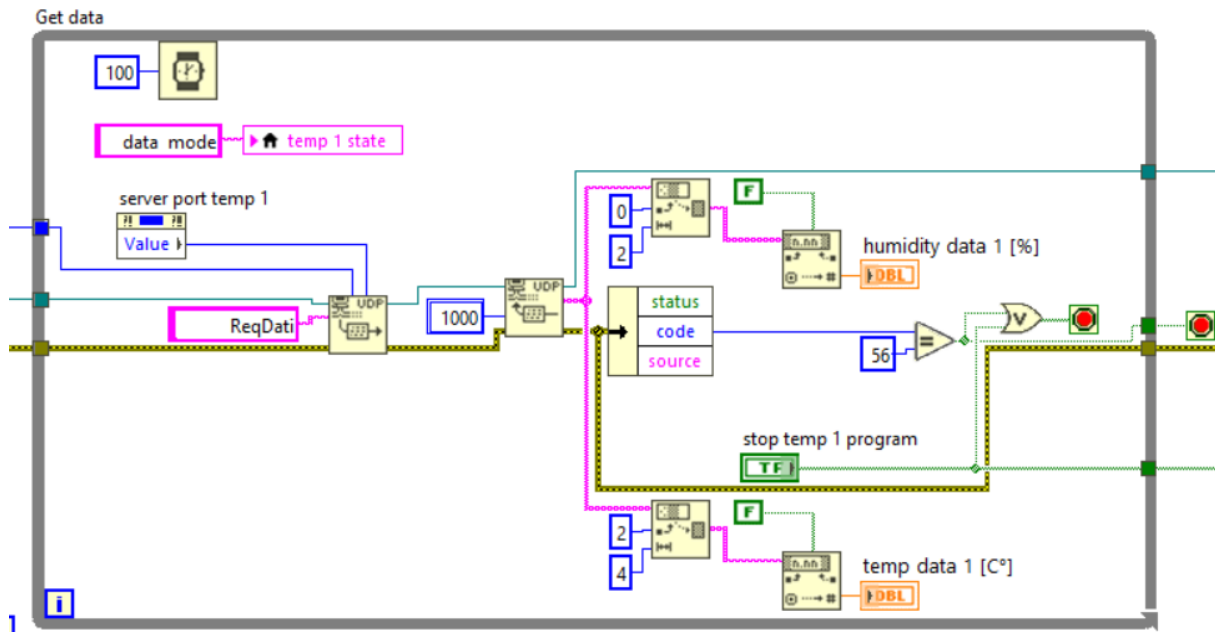 Get data
100
data mode
temp 1 state
server port temp 1
Value
UDP
ReqDati
1000
UDP
0
2
F
n.nn
humidity data 1 [%]
DBL
status
code
source
56
=
V
stop temp 1 program
TF
2
4
F
n.nn
temp data 1 [C°]
DBL
i